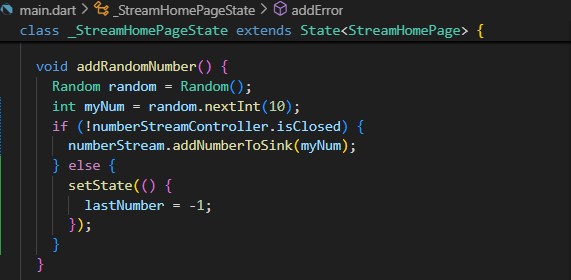 main.dart > _StreamHomePageState > addError
class _StreamHomePageState extends State<StreamHomePage> {
void addRandomNumber() {
Random random = Random();
int myNum = random.nextInt(10);
if (!numberStreamController.isClosed) {
numberStream.addNumberToSink(myNum);
} else {
setState(() {
lastNumber = -1;
});
}
}